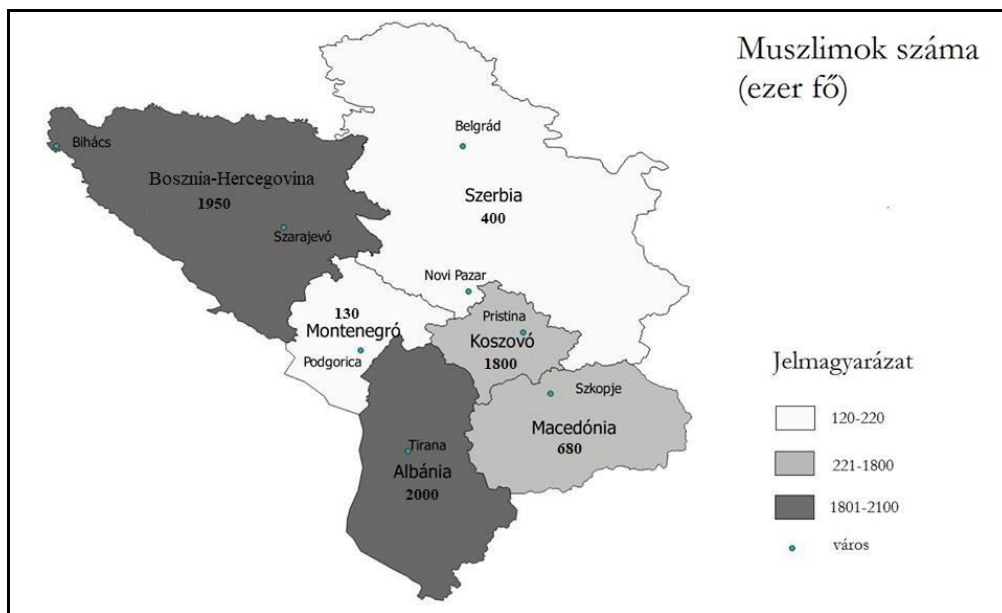 Muszlimok száma
(ezer fő)
Belgrád
Bihács
Bosznia-Hercegovina
1950
Szerbia
400
Szarajevó
Novi Pazar
130
Montenegró
Podgorica
Pristina
Koszovó
1800
Szkopje
Macedónia
680
Tirana
Albánia
2000
Jelmagyarázat
120-220
221-1800
1801-2100
város